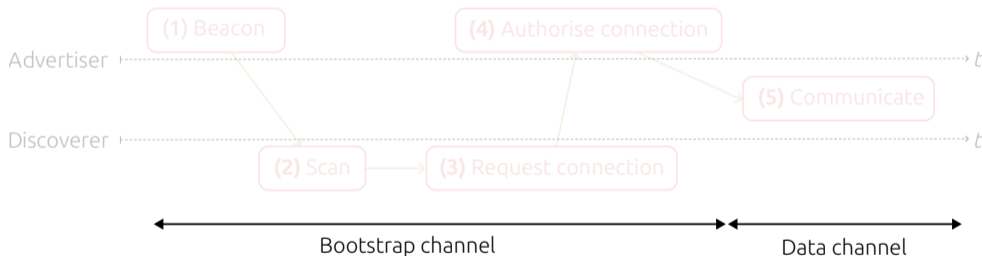 (1) Beacon
(4) Authorise connection
Advertiser t
(5) Communicate
Discoverer t
(2) Scan
(3) Request connection
Bootstrap channel
Data channel